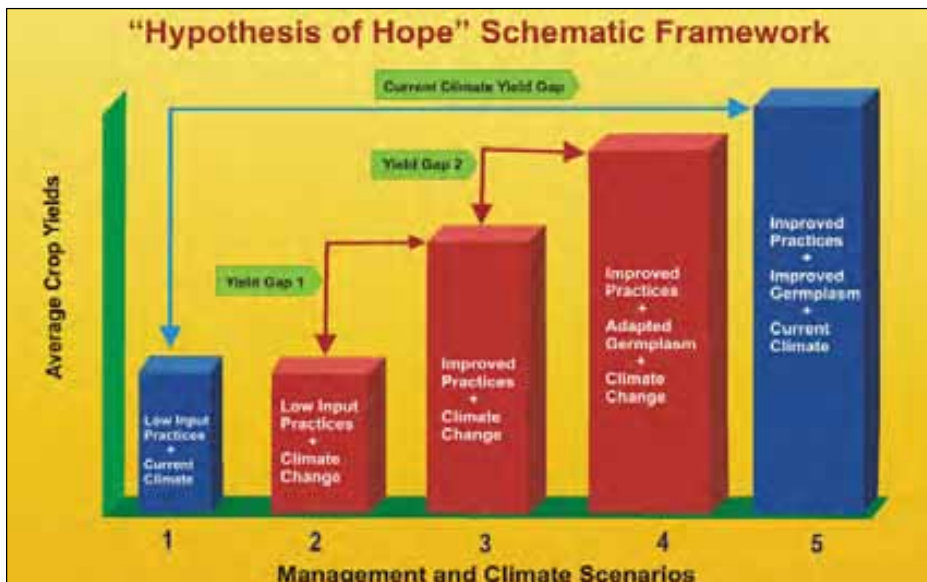 “Hypothesis of Hope” Schematic Framework
Current Climate Yield Gap
Yield Gap 2
Yield Gap 1
Average Crop Yields
Low Input
Practices
+
Current
Climate
Low Input
Practices
+
Climate
Change
Improved
Practices
+
Climate
Change
Improved
Practices
+
Adapted
Germplasm
+
Climate
Change
Improved
Practices
+
Improved
Germplasm
+
Current
Climate
1
2
3
4
5
Management and Climate Scenarios